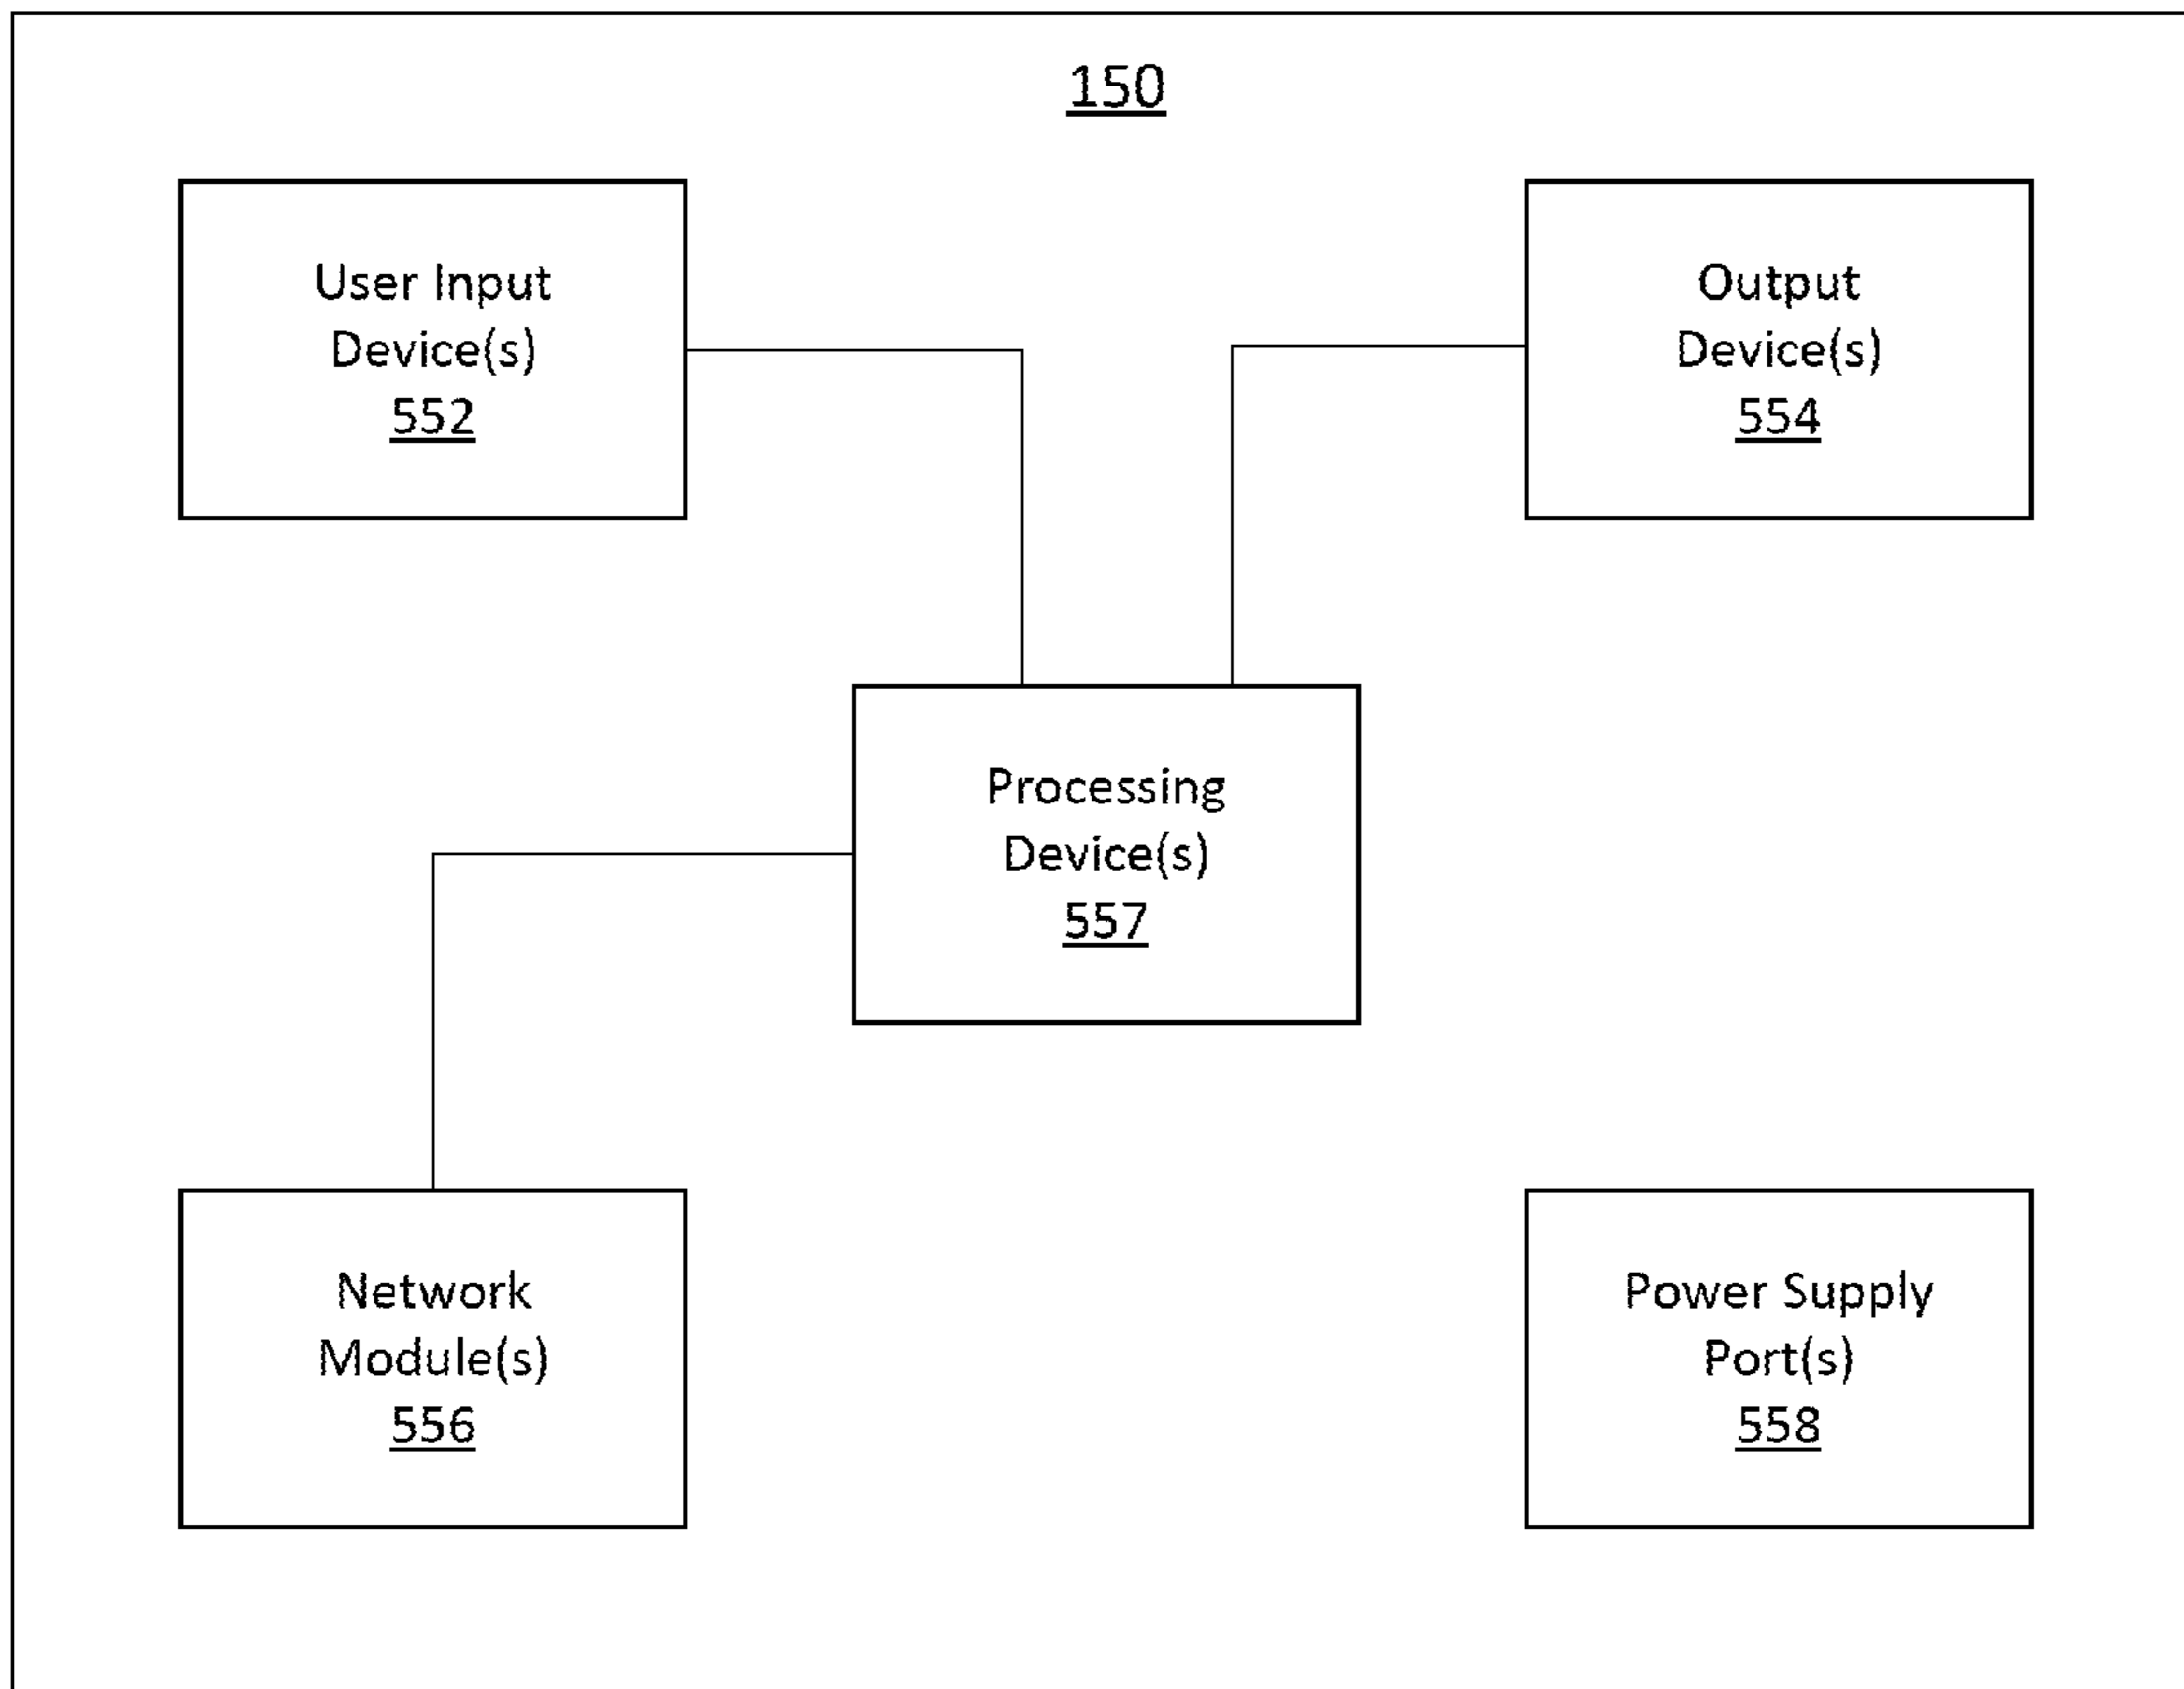 150
User Input
Device(s)
552
Output
Device(s)
554
Processing
Device(s)
557
Network
Module(s)
556
Power Supply
Port(s)
558